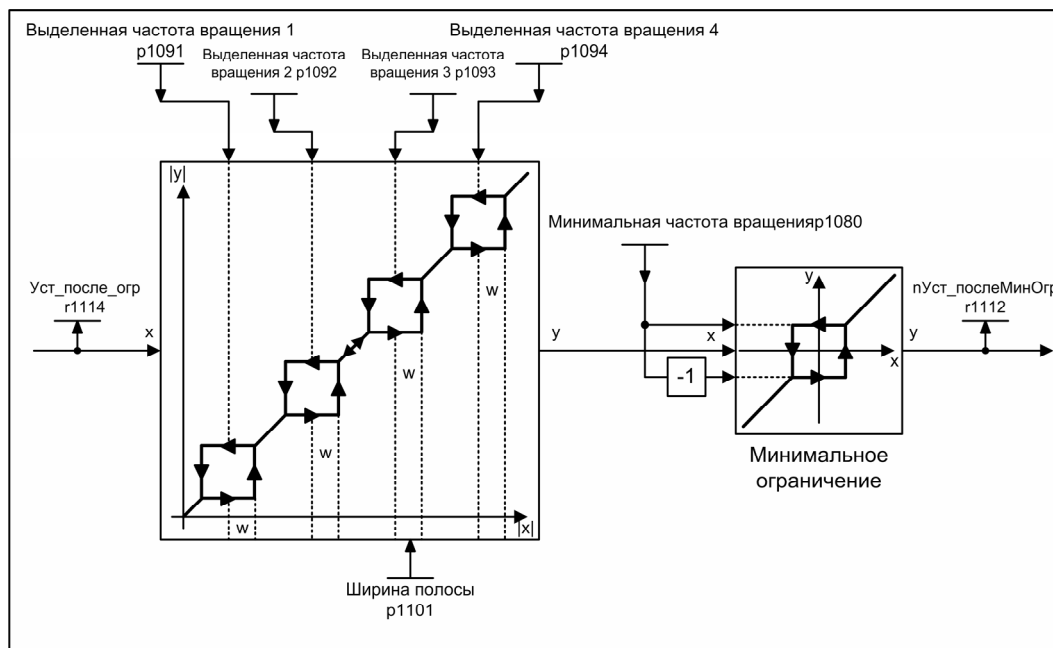 Выделенная частота вращения 1
p1091
Выделенная частота
вращения 2 p1092
Выделенная частота
вращения 3 p1093
Выделенная частота вращения 4
p1094
|y|
Уст_после_огр
r1114
x
w
w
w
w
|x|
Ширина полосы
p1101
y
Минимальная частота вращенияp1080
x
-1
y
x
Минимальное
ограничение
y
nУст_послеМинОгр
r1112